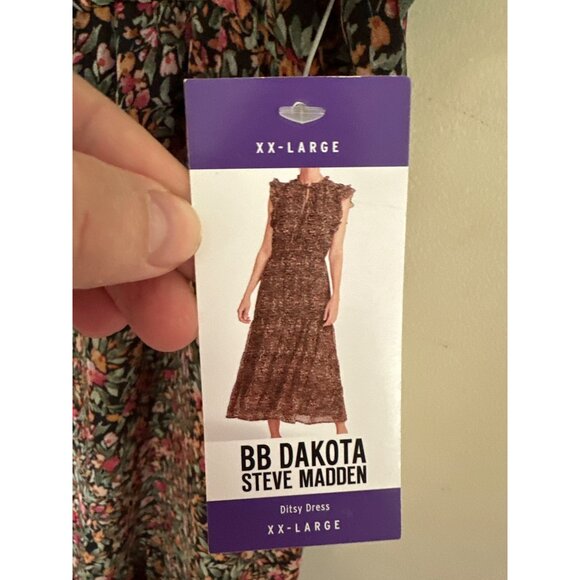 XX-LARGE
BB DAKOTA
STEVE MADDEN
Ditsy Dress
XX-LARGE